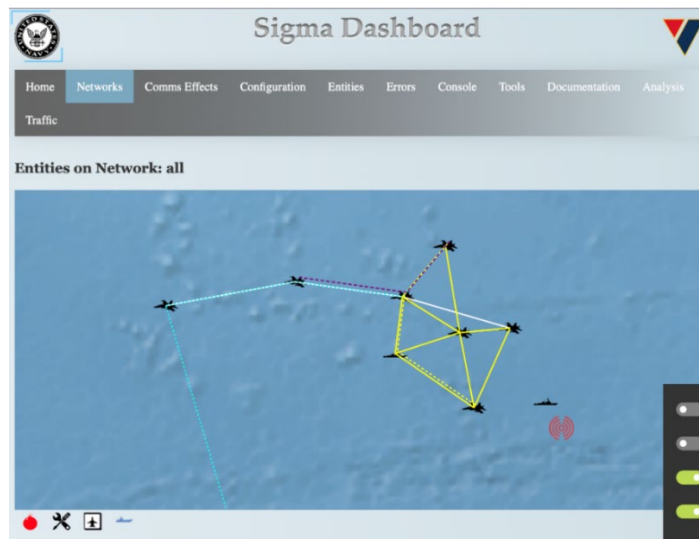 Sigma Dashboard
Home Networks Comms Effects Configuration Entities Errors Console Tools Documentation Analysis
Traffic
Entities on Network: all